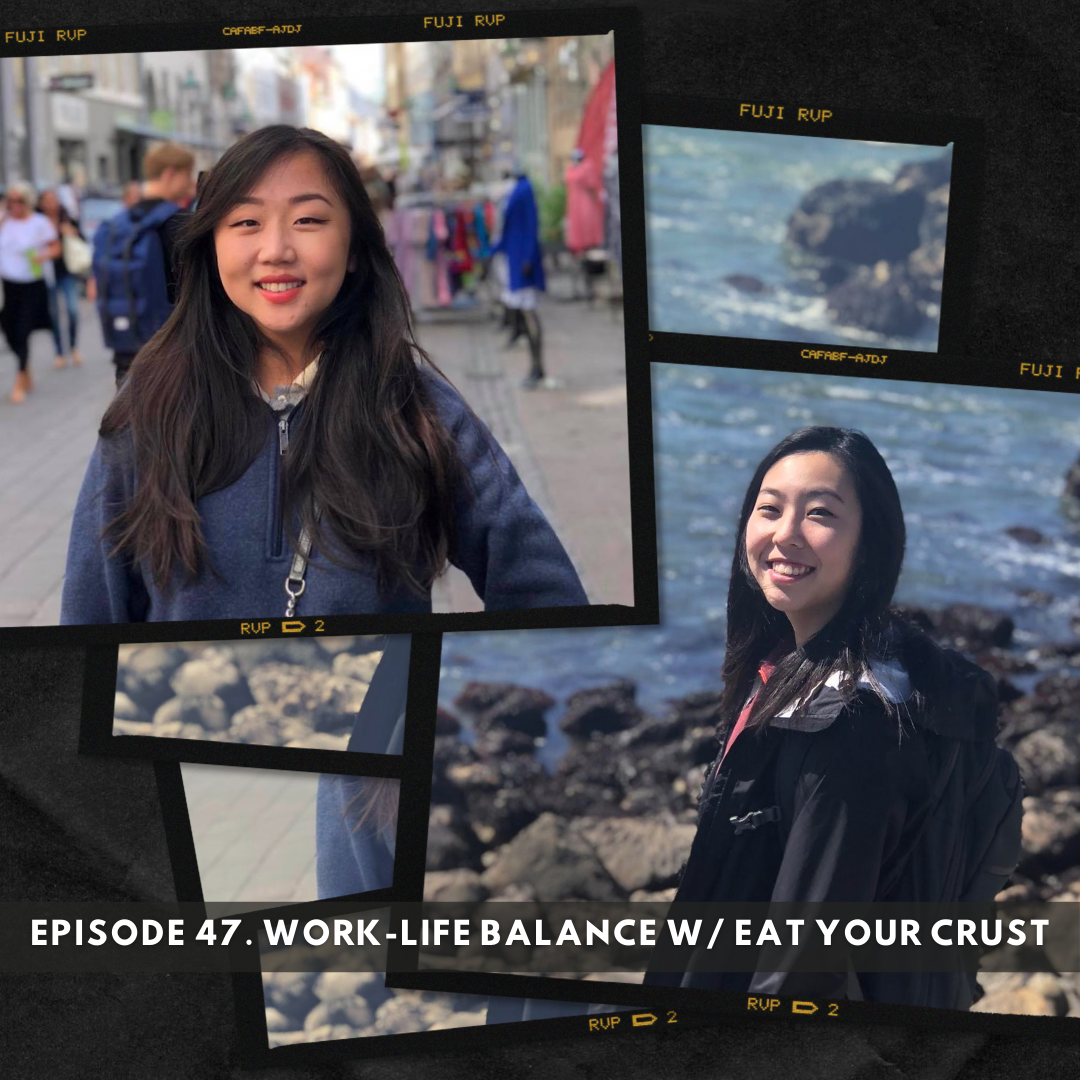 FUJI RVP
CAFABF-AJDJ
FUJI RVP
FUJI RVP
CAFABF-AJDJ
FUJI
RVP 2
EPISODE 47. WORK-LIFE BALANCE W/ EAT YOUR CRUST
RVP 2
RVP 2